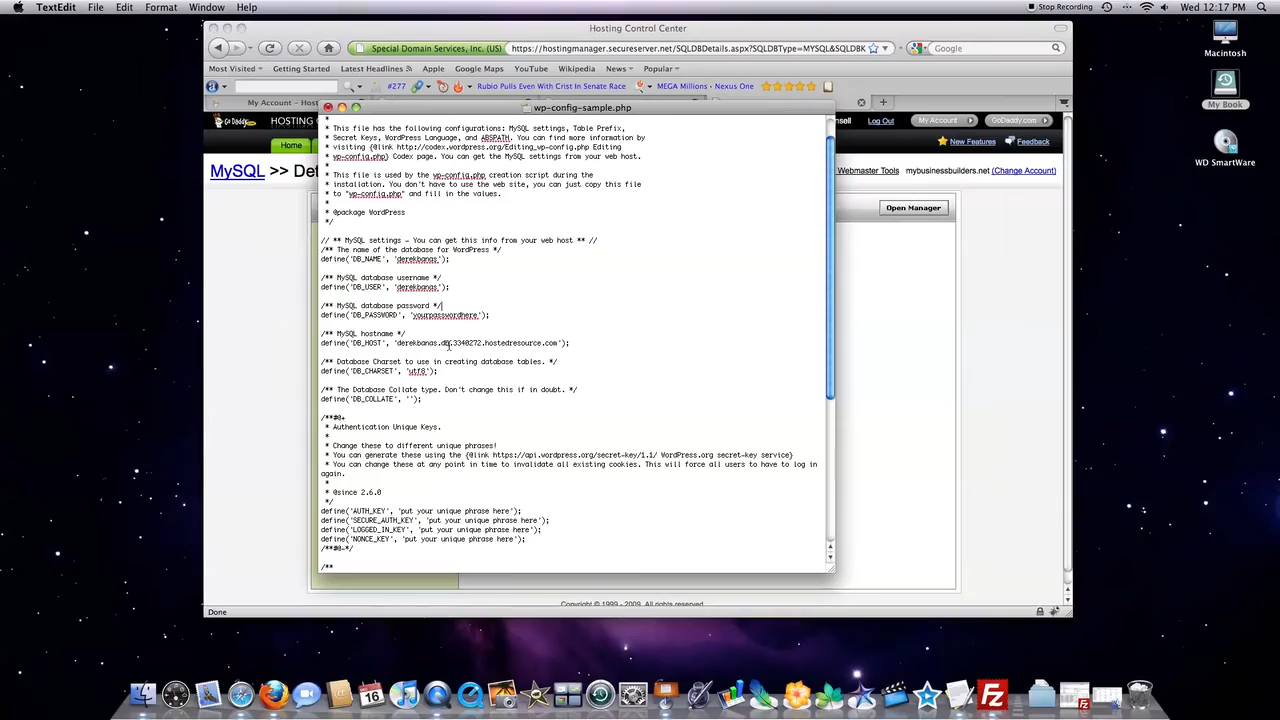 TextEdit File Edit Format Window Help
Stop Recording Wed 12:17 PM
Hosting Control Center
Special Domain Services, Inc. (US) https://hostingmanager.secureserver.net/SQLDBDetails.aspx?SQLDBType=MYSQL&SQLDBK Google
Most Visited Getting Started Latest Headlines Apple Google Maps YouTube Wikipedia News Popular
#277 Rubio Pulls Even With Crist In Senate Race MEGA Millions - Nexus One
My Account –
wp-config-sample.php
GoDaddy.com HOSTING Log Out My Account GoDaddy.com
Home New Features Feedback
MySQL >> Det Webmaster Tools mybusinessbuilders.net (Change Account)
Open Manager
*
* This file has the following configurations: MySQL settings, Table Prefix,
* Secret Keys, WordPress Language, and ABSPATH. You can find more information by
* visiting {@link http://codex.wordpress.org/Editing_wp-config.php Editing
* wp-config.php} Codex page. You can get the MySQL settings from your web host.
*
* This file is used by the wp-config.php creation script during the
* installation. You don't have to use the web site, you can just copy this file
* to "wp-config.php" and fill in the values.
*
* @package WordPress
*/
// ** MySQL settings - You can get this info from your web host ** //
/** The name of the database for WordPress */
define('DB_NAME', 'derekbanas');
/** MySQL database username */
define('DB_USER', 'derekbanas');
/** MySQL database password */
define('DB_PASSWORD', 'yourpasswordhere');
/** MySQL hostname */
define('DB_HOST', 'derekbanas.db.3340272.hostedresource.com');
/** Database Charset to use in creating database tables. */
define('DB_CHARSET', 'utf8');
/** The Database Collate type. Don't change this if in doubt. */
define('DB_COLLATE', '');
/**#@+
* Authentication Unique Keys.
*
* Change these to different unique phrases!
* You can generate these using the {@link https://api.wordpress.org/secret-key/1.1/ WordPress.org secret-key service}
* You can change these at any point in time to invalidate all existing cookies. This will force all users to have to log in
again.
*
* @since 2.6.0
*/
define('AUTH_KEY', 'put your unique phrase here');
define('SECURE_AUTH_KEY', 'put your unique phrase here');
define('LOGGED_IN_KEY', 'put your unique phrase here');
define('NONCE_KEY', 'put your unique phrase here');
/**#@-*/
/**
Copyright © 1999 - 2009. All rights reserved.
Done
Macintosh
My Book
WD SmartWare